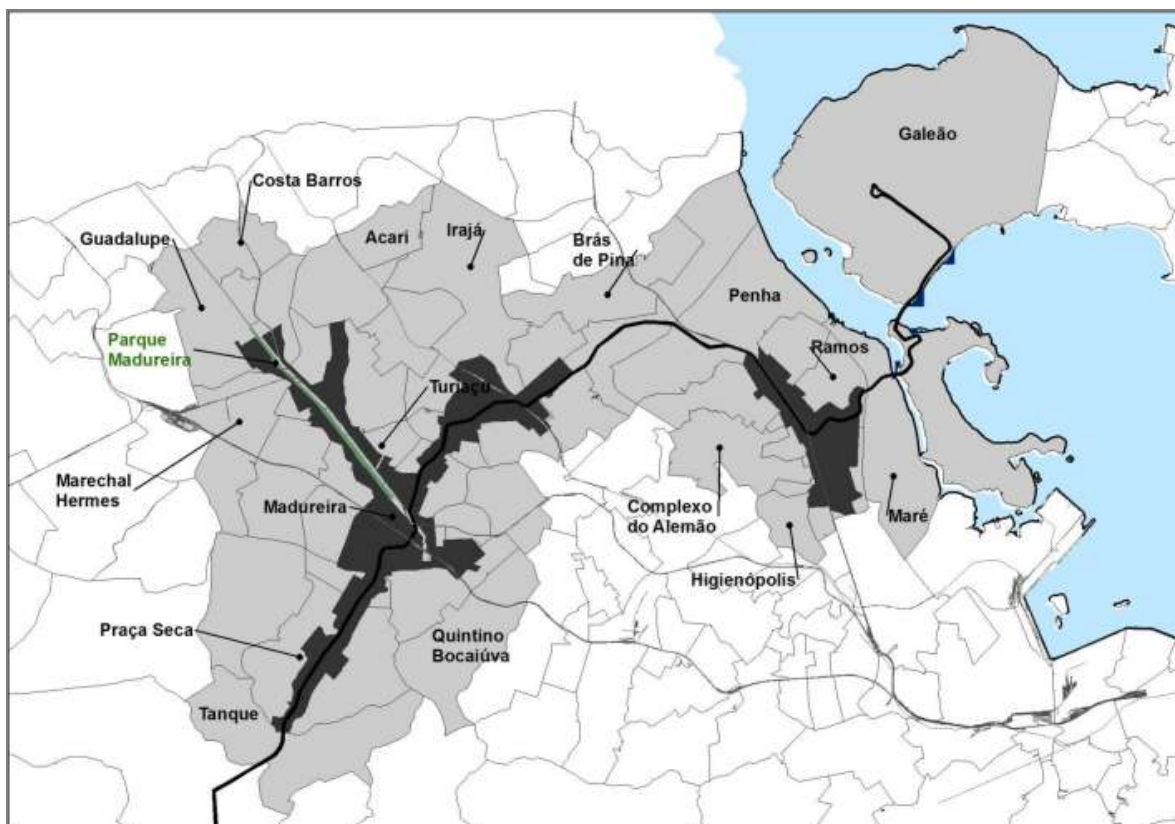 Galeão
Costa Barros
Guadalupe
Acari
Irajá
Brás
de Pina
Penha
Parque
Madureira
Ramos
Turiaçú
Marechal
Hermes
Madureira
Complexo
do Alemão
Maré
Higienópolis
Praça Seca
Quintino
Bocaiúva
Tanque